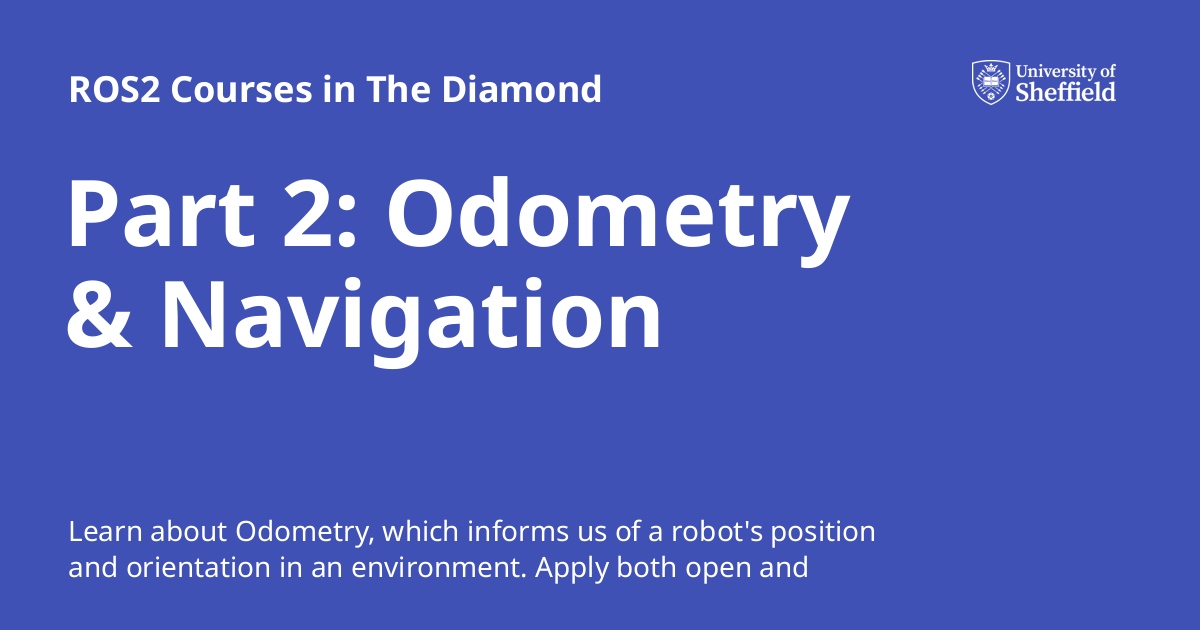 ROS2 Courses in The Diamond
University of
Sheffield
Part 2: Odometry
& Navigation
Learn about Odometry, which informs us of a robot's position
and orientation in an environment. Apply both open and